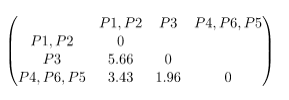 P1, P2 P3 P4, P6, P5
P1, P2 0
P3 5.66 0
P4, P6, P5 3.43 1.96 0